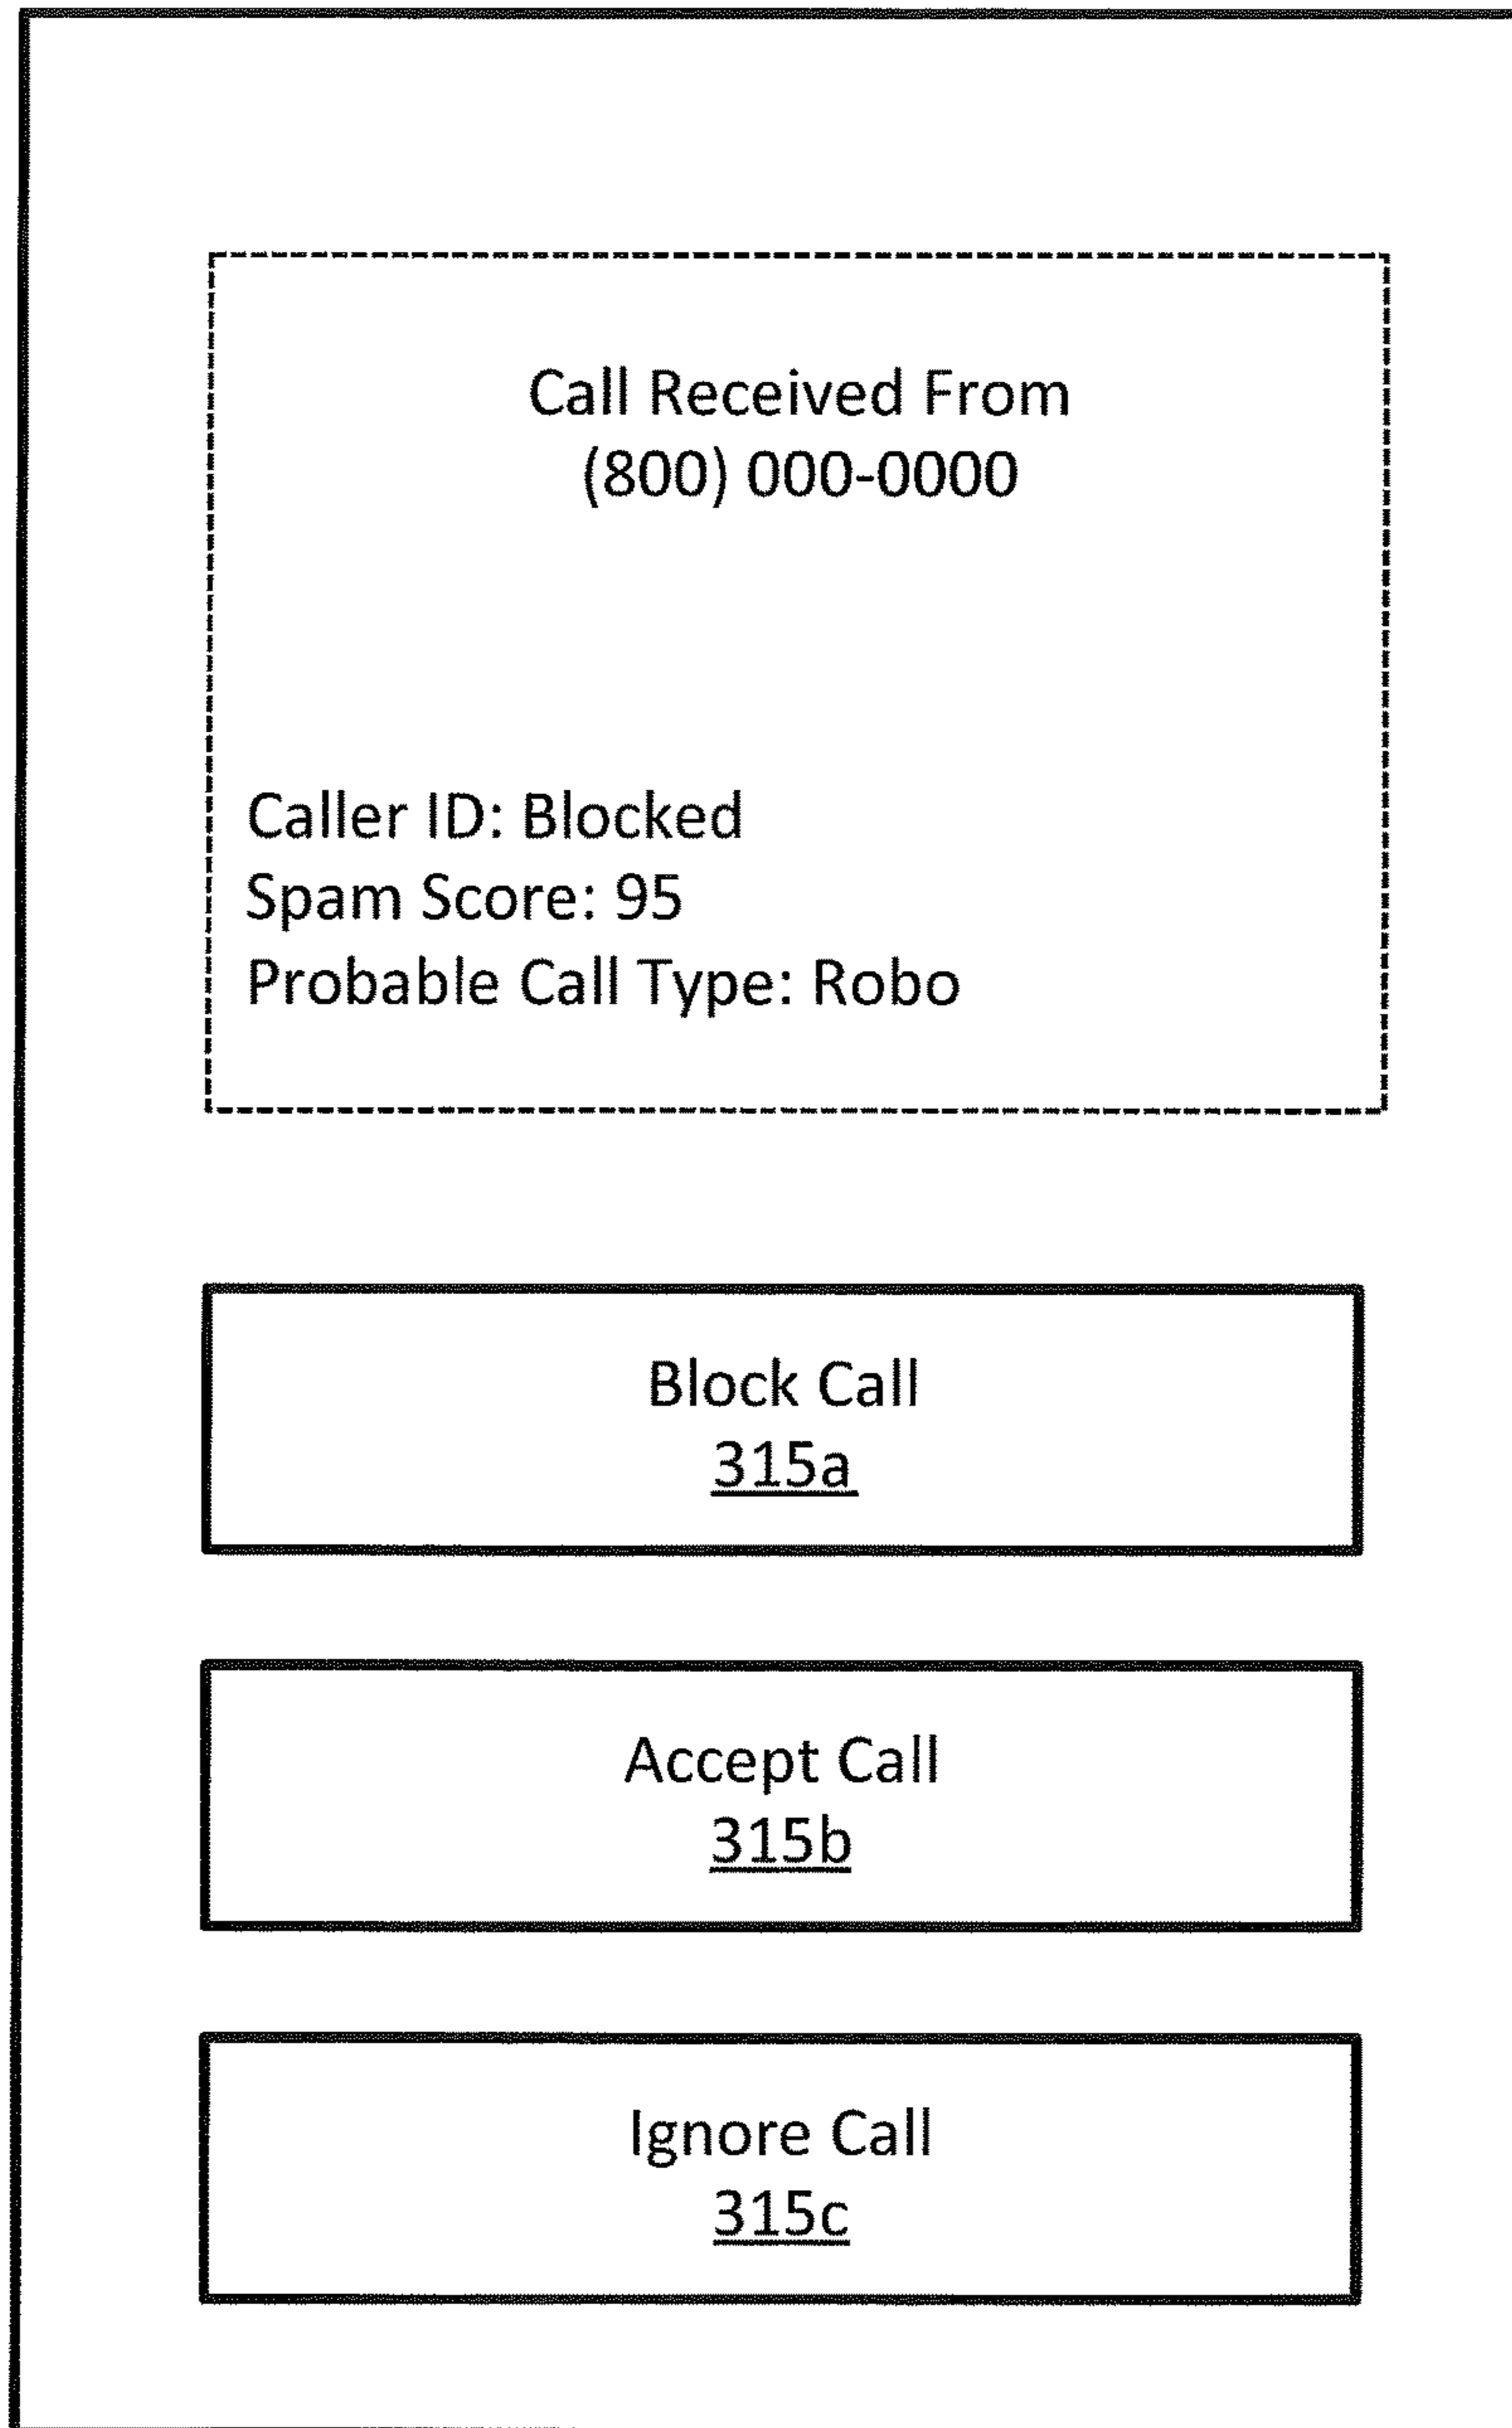 Call Received From
(800) 000-0000
Caller ID: Blocked
Spam Score: 95
Probable Call Type: Robo
Block Call
315a
Accept Call
315b
Ignore Call
315c